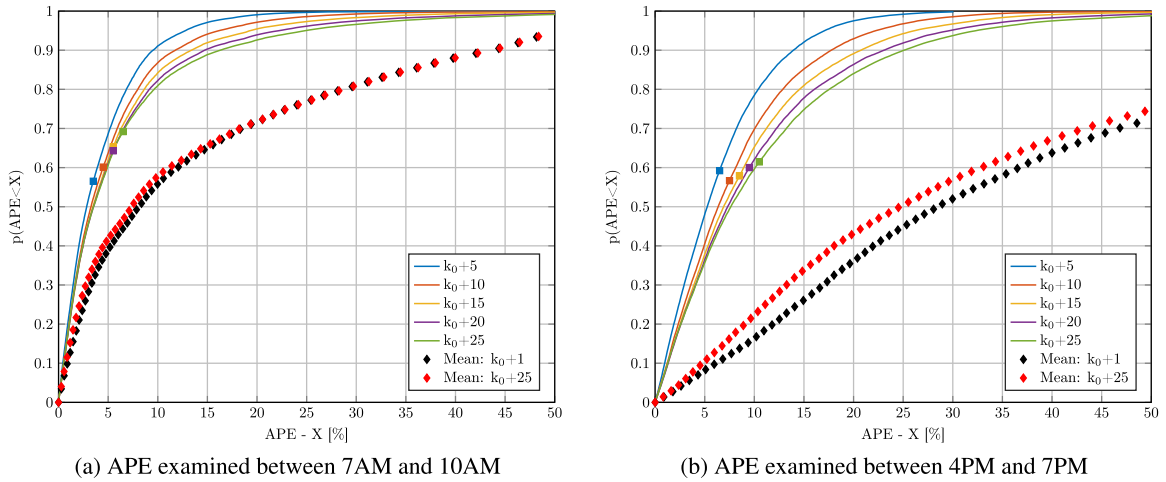 1
0.9
0.8
0.7
0.6
0.5
0.4
0.3
0.2
0.1
0
p(APE<X)
0 5 10 15 20 25 30 35 40 45 50
APE - X [%]
k0+5
k0+10
k0+15
k0+20
k0+25
Mean: k0+1
Mean: k0+25
(a) APE examined between 7AM and 10AM
1
0.9
0.8
0.7
0.6
0.5
0.4
0.3
0.2
0.1
0
p(APE<X)
0 5 10 15 20 25 30 35 40 45 50
APE - X [%]
k0+5
k0+10
k0+15
k0+20
k0+25
Mean: k0+1
Mean: k0+25
(b) APE examined between 4PM and 7PM